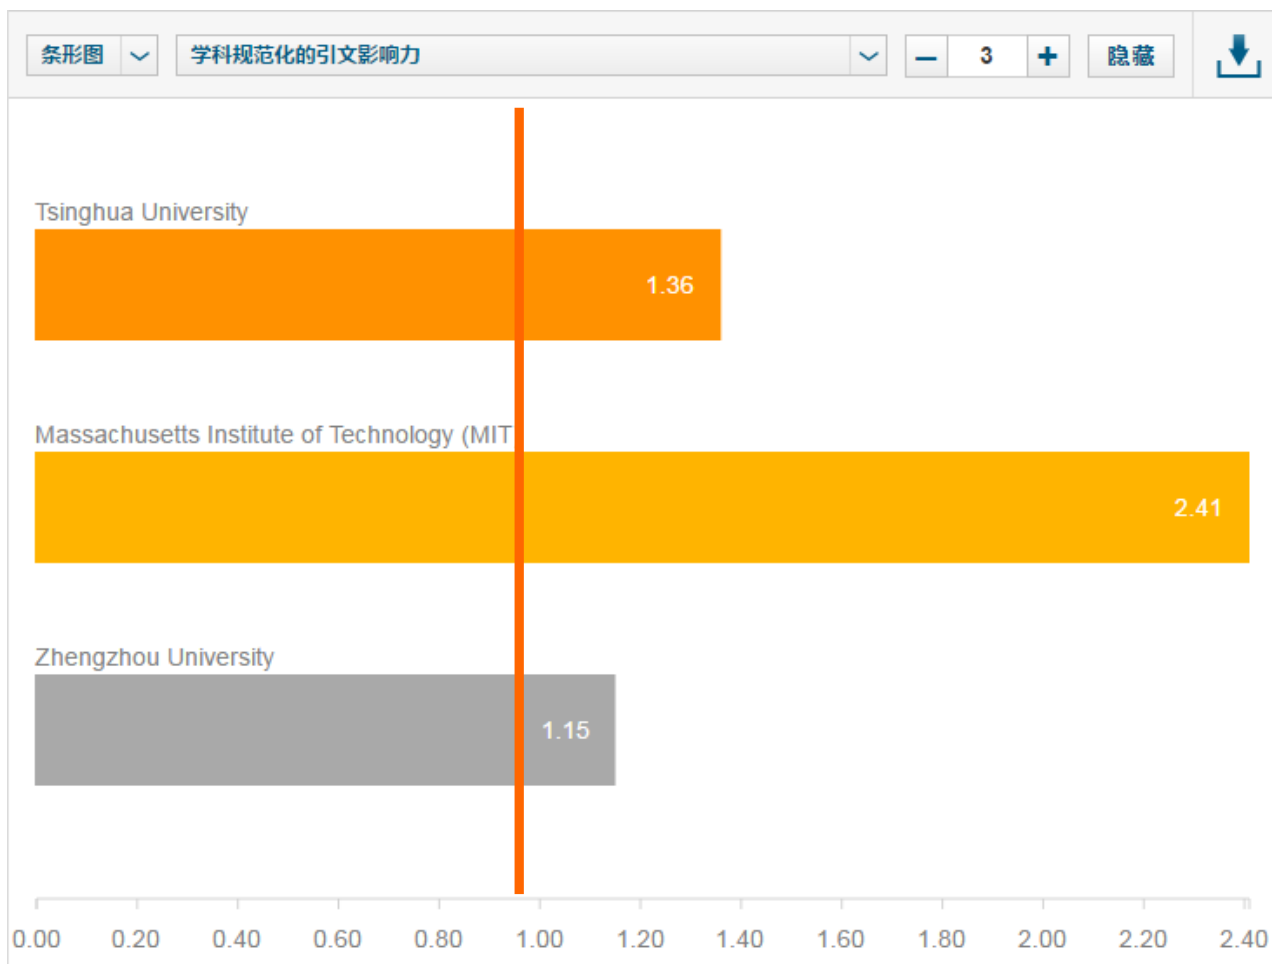 条形图 学科规范化的引文影响力 3 隐藏
Tsinghua University
1.36
Massachusetts Institute of Technology (MIT
2.41
Zhengzhou University
1.15
0.00 0.20 0.40 0.60 0.80 1.00 1.20 1.40 1.60 1.80 2.00 2.20 2.40